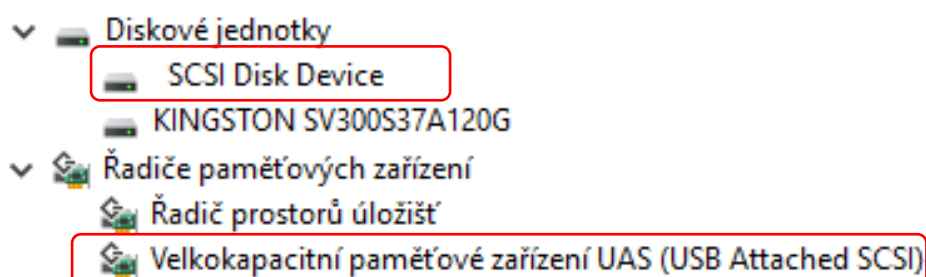 Diskové jednotky
SCSI Disk Device
KINGSTON SV300S37A120G
Řadiče paměťových zařízení
Řadič prostorů úložišť
Velkokapacitní paměťové zařízení UAS (USB Attached SCSI)